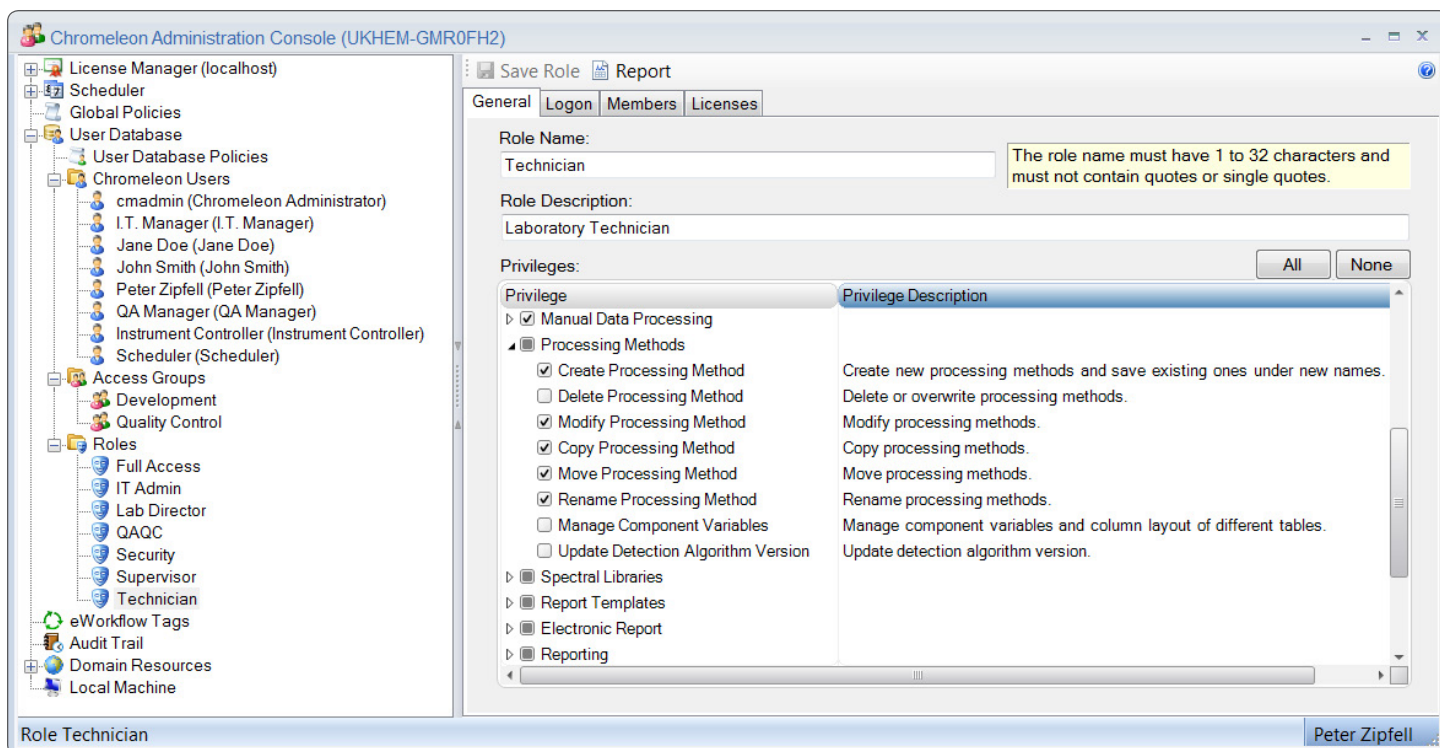 Chromeleon Administration Console (UKHEM-GMR0FH2)
License Manager (localhost)
Scheduler
Global Policies
User Database
User Database Policies
Chromeleon Users
cmadmin (Chromeleon Administrator)
I.T. Manager (I.T. Manager)
Jane Doe (Jane Doe)
John Smith (John Smith)
Peter Zipfell (Peter Zipfell)
QA Manager (QA Manager)
Instrument Controller (Instrument Controller)
Scheduler (Scheduler)
Access Groups
Development
Quality Control
Roles
Full Access
IT Admin
Lab Director
QAQC
Security
Supervisor
Technician
eWorkflow Tags
Audit Trail
Domain Resources
Local Machine
Save Role Report
General Logon Members Licenses
Role Name:
Technician
The role name must have 1 to 32 characters and
must not contain quotes or single quotes.
Role Description:
Laboratory Technician
Privileges: All None
Privilege Privilege Description
Manual Data Processing
Processing Methods
Create Processing Method Create new processing methods and save existing ones under new names.
Delete Processing Method Delete or overwrite processing methods.
Modify Processing Method Modify processing methods.
Copy Processing Method Copy processing methods.
Move Processing Method Move processing methods.
Rename Processing Method Rename processing methods.
Manage Component Variables Manage component variables and column layout of different tables.
Update Detection Algorithm Version Update detection algorithm version.
Spectral Libraries
Report Templates
Electronic Report
Reporting
Role Technician Peter Zipfell